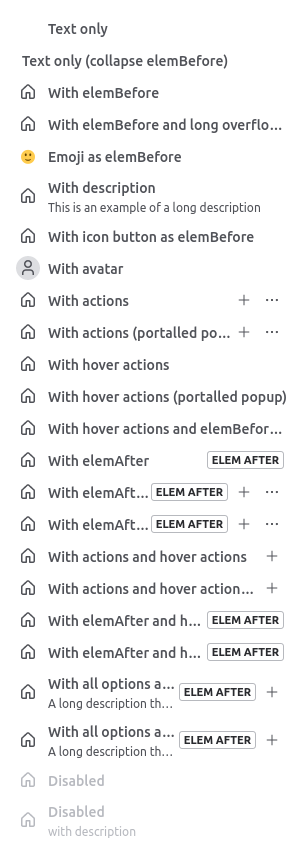 Text only
Text only (collapse elemBefore)
With elemBefore
With elemBefore and long overflo...
Emoji as elemBefore
With description
This is an example of a long description
With icon button as elemBefore
With avatar
With actions
With actions (portalled po...
With hover actions
With hover actions (portalled popup)
With hover actions and elemBefor...
With elemAfter ELEM AFTER
With elemAft... ELEM AFTER
With elemAft... ELEM AFTER
With actions and hover actions
With actions and hover action...
With elemAfter and h... ELEM AFTER
With elemAfter and h... ELEM AFTER
With all options a... ELEM AFTER
A long description th...
With all options a... ELEM AFTER
A long description th...
Disabled
Disabled
with description